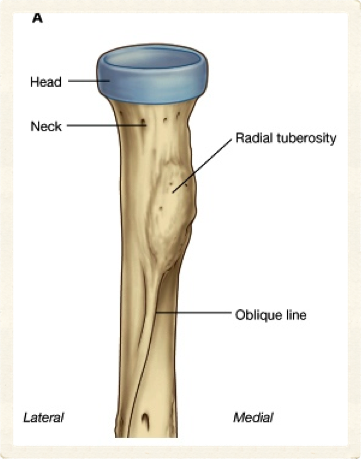 A
Head
Neck
Radial tuberosity
Oblique line
Lateral
Medial